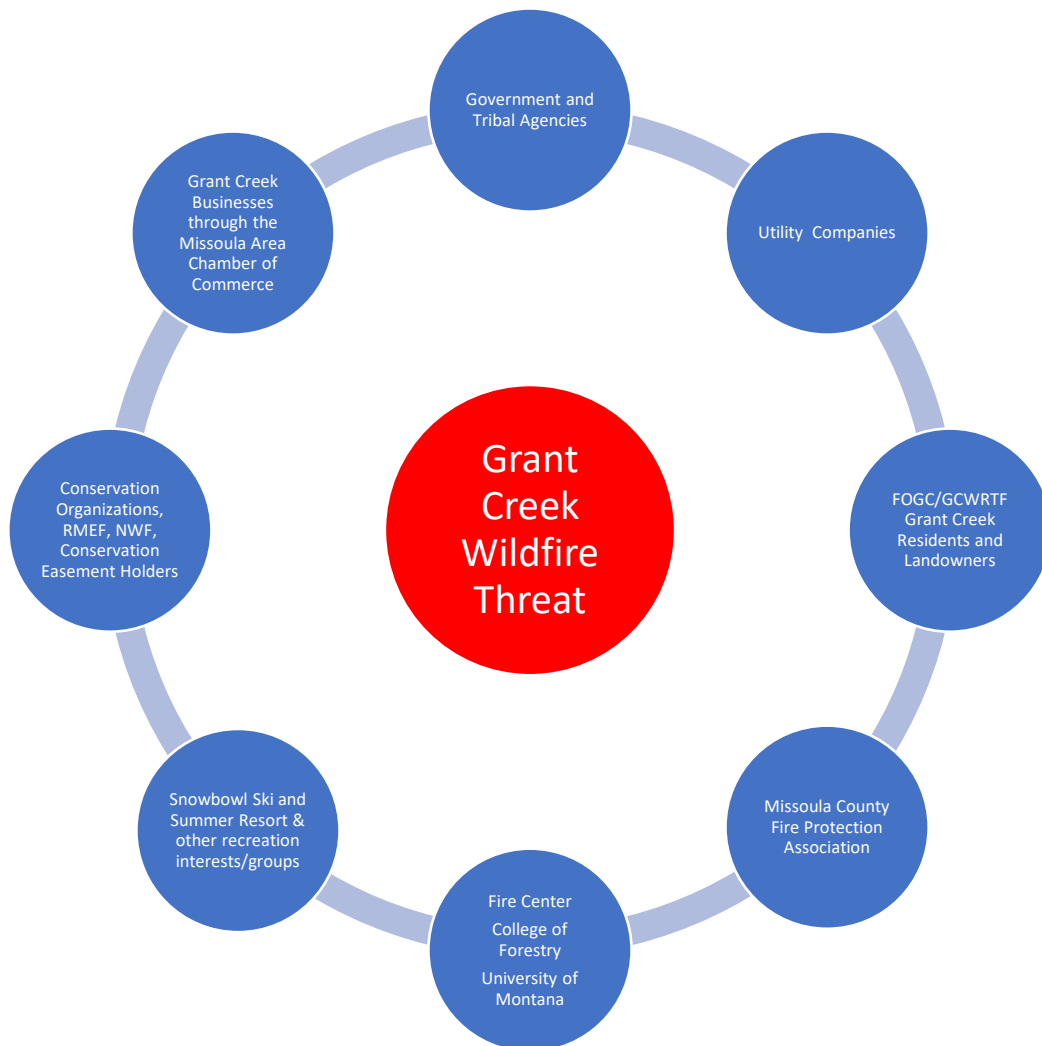 Government and
Tribal Agencies
Utility Companies
FOGC/GCWRTF
Grant Creek
Residents and
Landowners
Missoula County
Fire Protection
Association
Fire Center
College of
Forestry
University of
Montana
Snowbowl Ski and
Summer Resort &
other recreation
interests/groups
Conservation
Organizations,
RMEF, NWF,
Conservation
Easement Holders
Grant Creek
Businesses
through the
Missoula Area
Chamber of
Commerce
Grant
Creek
Wildfire
Threat